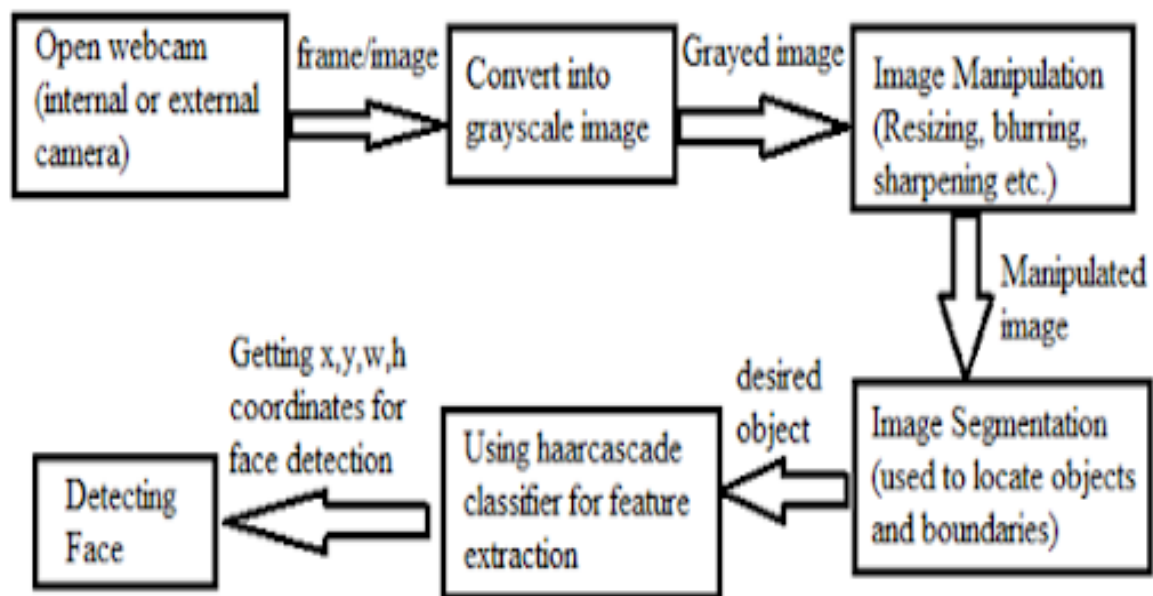 Open webcam
(internal or external
camera)
frame/image
Convert into
grayscale image
Grayed image
Image Manipulation
(Resizing, blurring,
sharpening etc.)
Manipulated
image
Image Segmentation
(used to locate objects
and boundaries)
desired
object
Using haarcascade
classifier for feature
extraction
Getting x,y,w,h
coordinates for
face detection
Detecting
Face